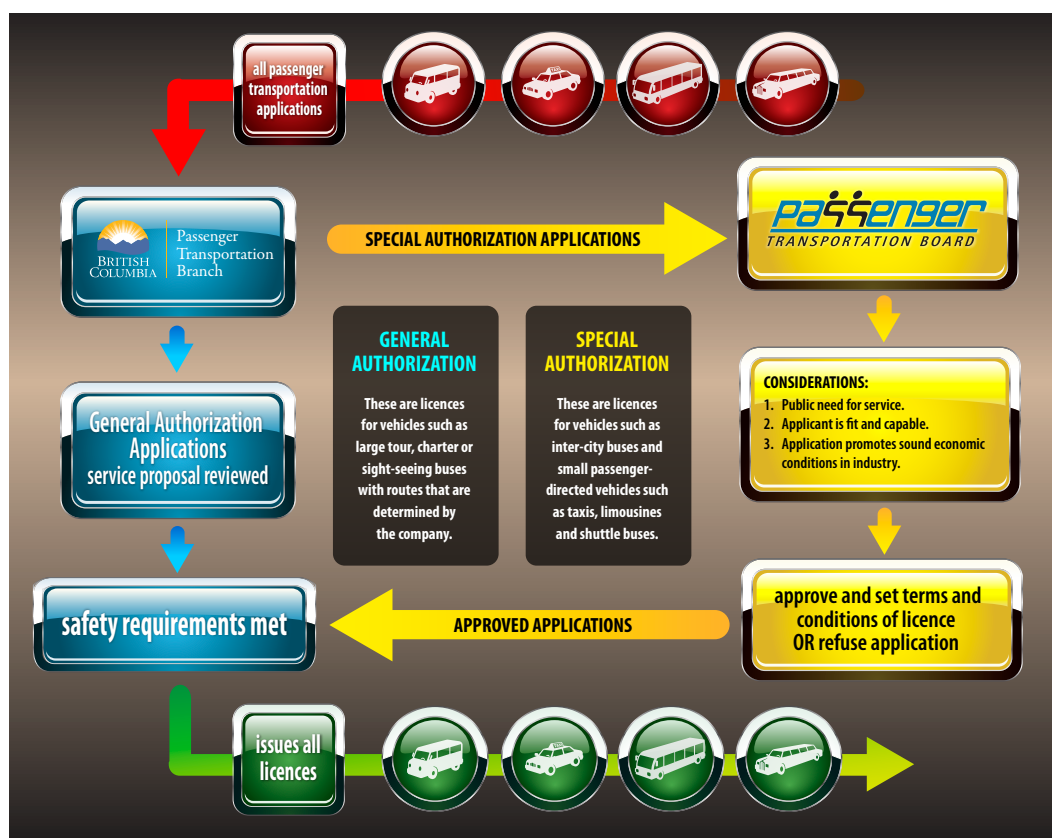 all passenger
transportation
applications
TAXI
BRITISH
COLUMBIA
Passenger
Transportation
Branch
SPECIAL AUTHORIZATION APPLICATIONS
passenger
TRANSPORTATION BOARD
GENERAL
AUTHORIZATION
These are licences
for vehicles such as
large tour, charter or
sight-seeing buses
with routes that are
determined by
the company.
SPECIAL
AUTHORIZATION
These are licences
for vehicles such as
inter-city buses and
small passenger-
directed vehicles such
as taxis, limousines
and shuttle buses.
CONSIDERATIONS:
1. Public need for service.
2. Applicant is fit and capable.
3. Application promotes sound economic
conditions in industry.
General Authorization
Applications
service proposal reviewed
safety requirements met
APPROVED APPLICATIONS
approve and set terms and
conditions of licence
OR refuse application
issues all
licences
TAXI